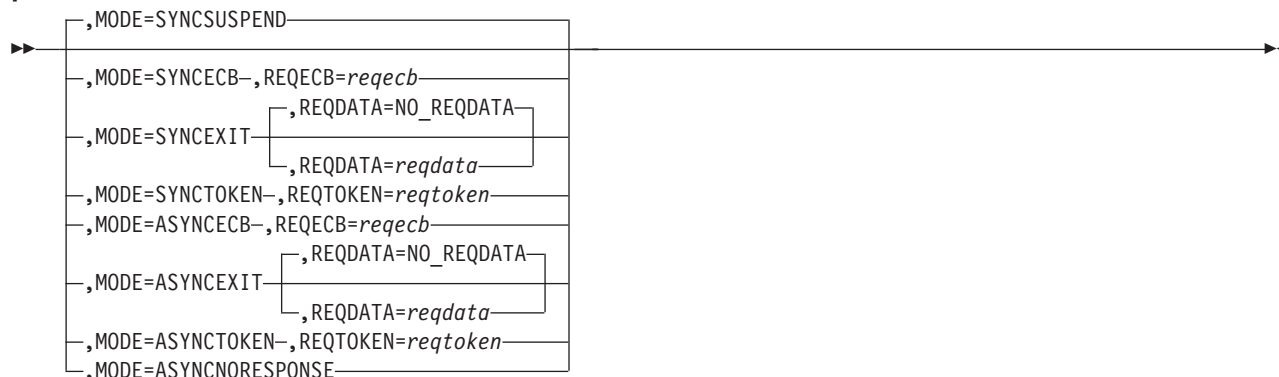 ,MODE=SYNCSUSPEND
,MODE=SYNCECB ,REQECB=reqecb
,REQDATA=NO_REQDATA
,MODE=SYNCEXIT
,REQDATA=reqdata
,MODE=SYNCTOKEN ,REQTOKEN=reqtoken
,MODE=ASYNCECB ,REQECB=reqecb
,REQDATA=NO_REQDATA
,MODE=ASYNCEXIT
,REQDATA=reqdata
,MODE=ASYNCTOKEN ,REQTOKEN=reqtoken
,MODE=ASYNCNORESPONSE